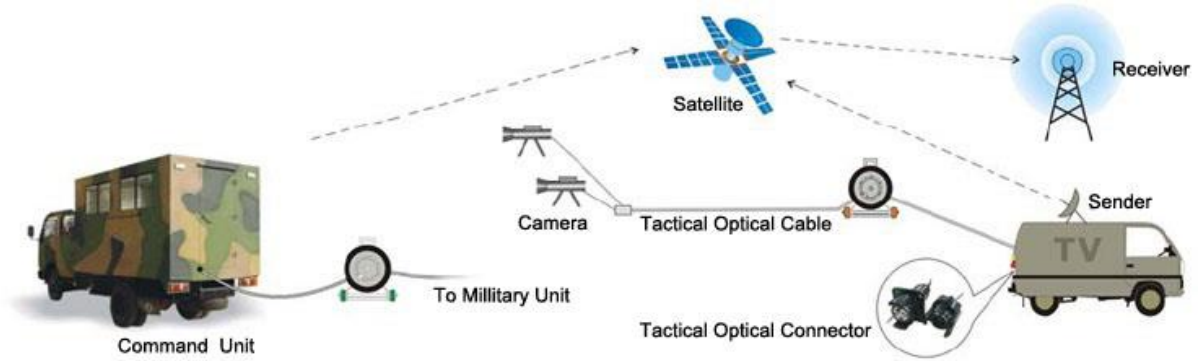 Satellite
Receiver
Camera
Tactical Optical Cable
Sender
TV
To Millitary Unit
Tactical Optical Connector
Command Unit